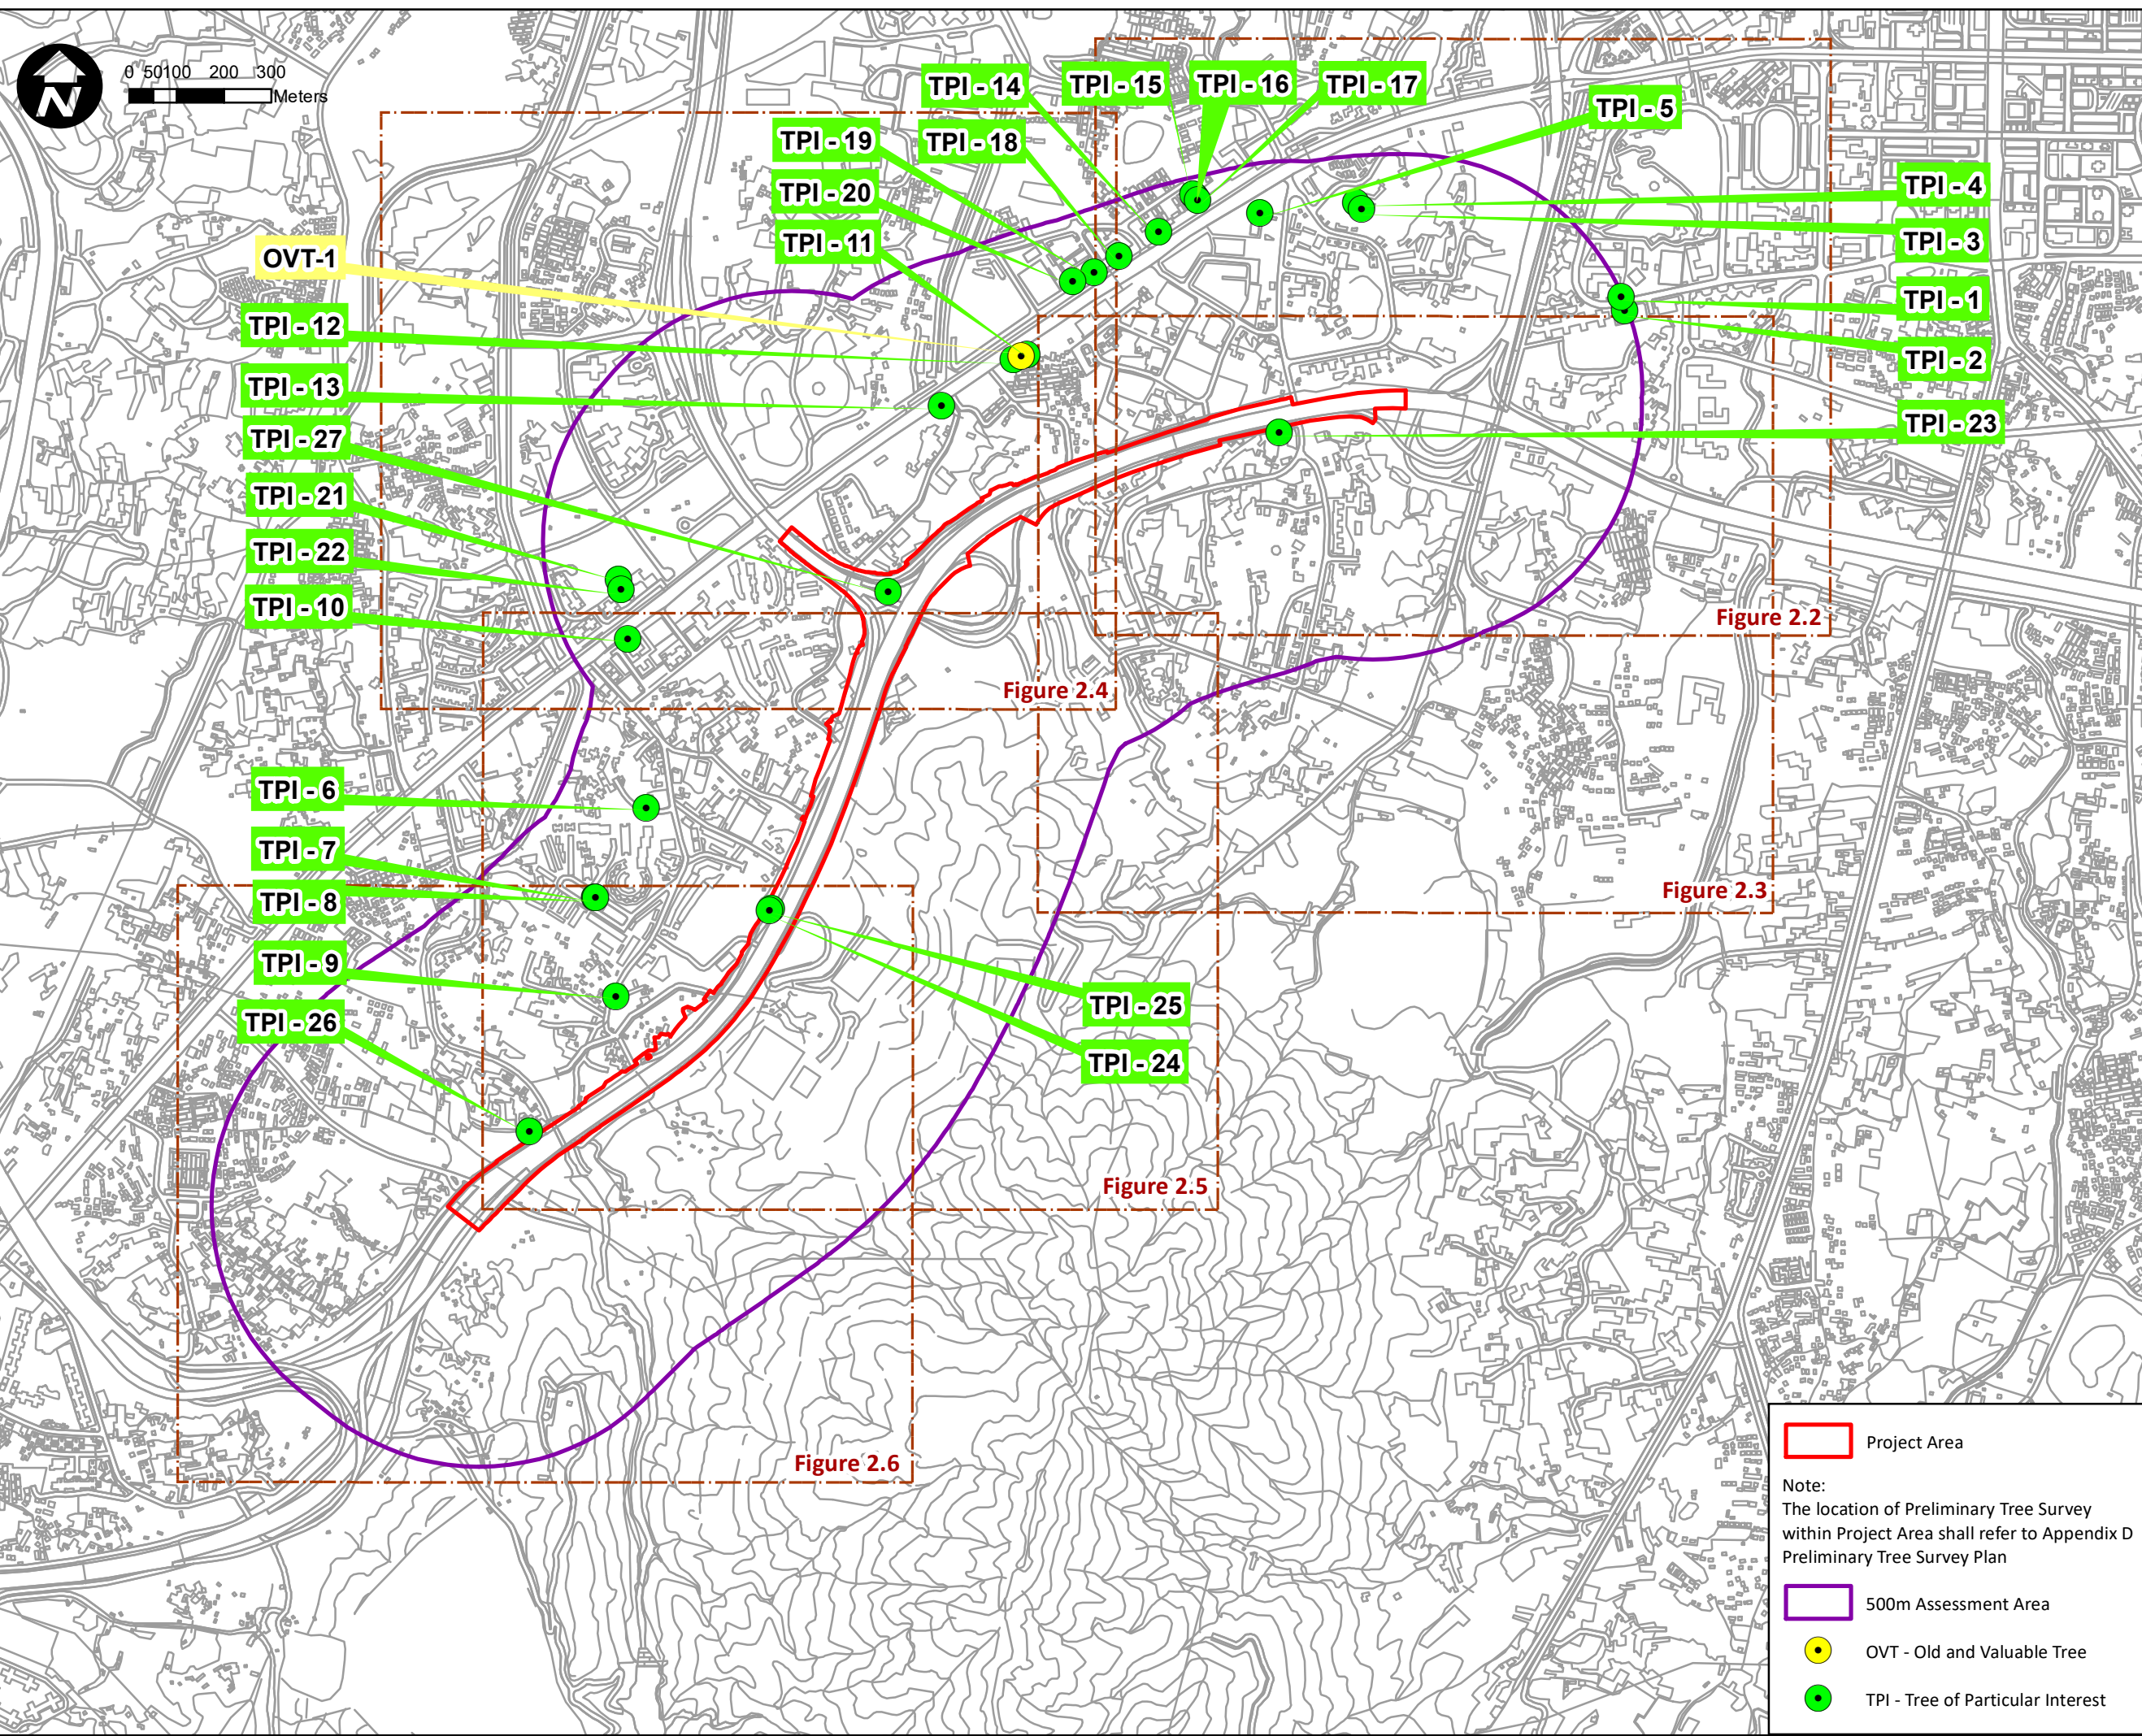 N
0 50100 200 300
Meters
TPI - 14
TPI - 15
TPI - 16
TPI - 17
TPI - 5
TPI - 19
TPI - 18
TPI - 20
TPI - 4
TPI - 11
TPI - 3
OVT-1
TPI - 1
TPI - 12
TPI - 2
TPI - 13
TPI - 23
TPI - 27
TPI - 21
TPI - 22
TPI - 10
Figure 2.2
Figure 2.4
TPI - 6
TPI - 7
TPI - 8
Figure 2.3
TPI - 9
TPI - 25
TPI - 26
TPI - 24
Figure 2.5
Figure 2.6
Project Area
Note:
The location of Preliminary Tree Survey
within Project Area shall refer to Appendix D
Preliminary Tree Survey Plan
500m Assessment Area
OVT - Old and Valuable Tree
TPI - Tree of Particular Interest